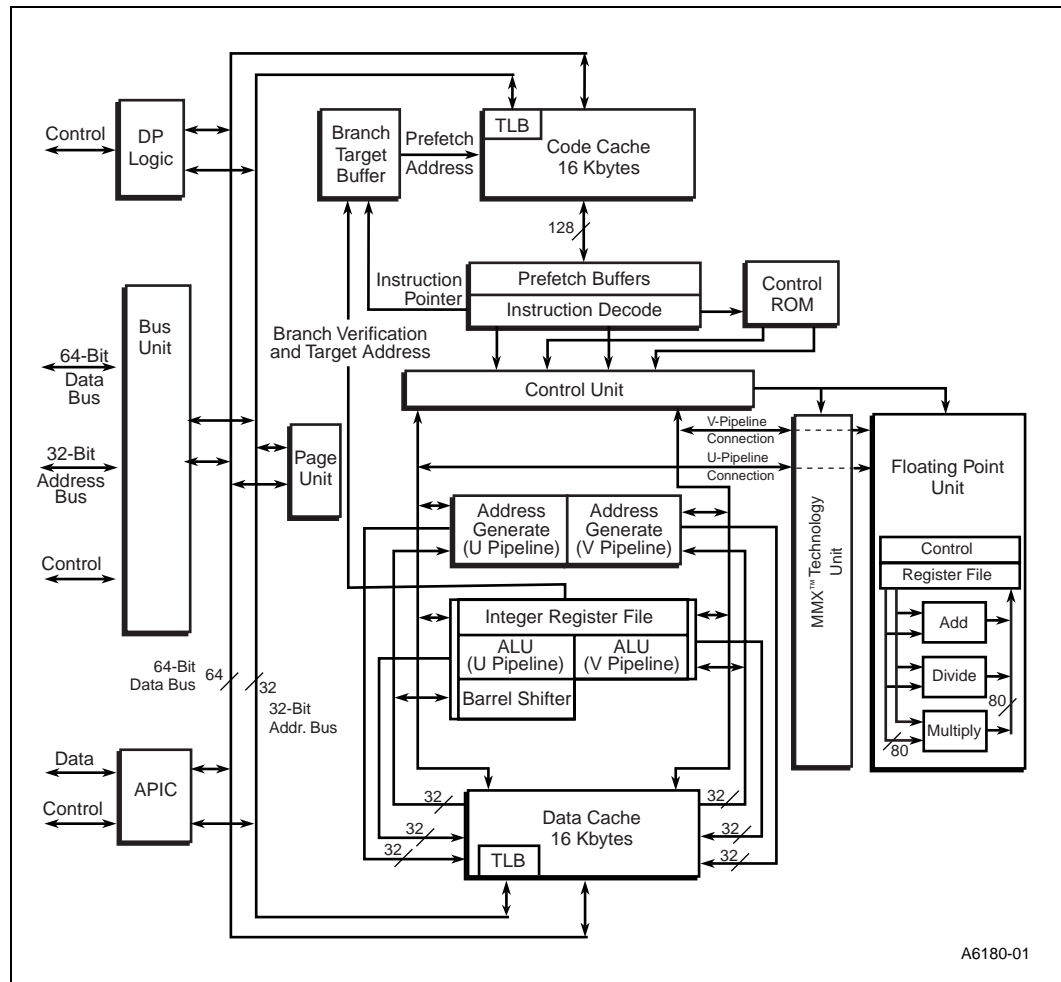 DP
Logic
Control
Branch
Target
Buffer
Prefetch
Address
TLB
Code Cache
16 Kbytes
128
Instruction
Pointer
Prefetch Buffers
Instruction Decode
Control
ROM
Branch Verification
and Target Address
Control Unit
Bus
Unit
64-Bit
Data
Bus
32-Bit
Address
Bus
Control
Page
Unit
V-Pipeline
Connection
U-Pipeline
Connection
MMX™ Technology
Unit
Floating Point
Unit
Control
Register File
Add
Divide
Multiply
80
80
Address
Generate
(U Pipeline)
Address
Generate
(V Pipeline)
Integer Register File
ALU
(U Pipeline)
ALU
(V Pipeline)
Barrel Shifter
64-Bit
Data Bus
64
32
32-Bit
Addr. Bus
Data
Control
APIC
32
32
32
Data Cache
16 Kbytes
TLB
32
32
32
A6180-01